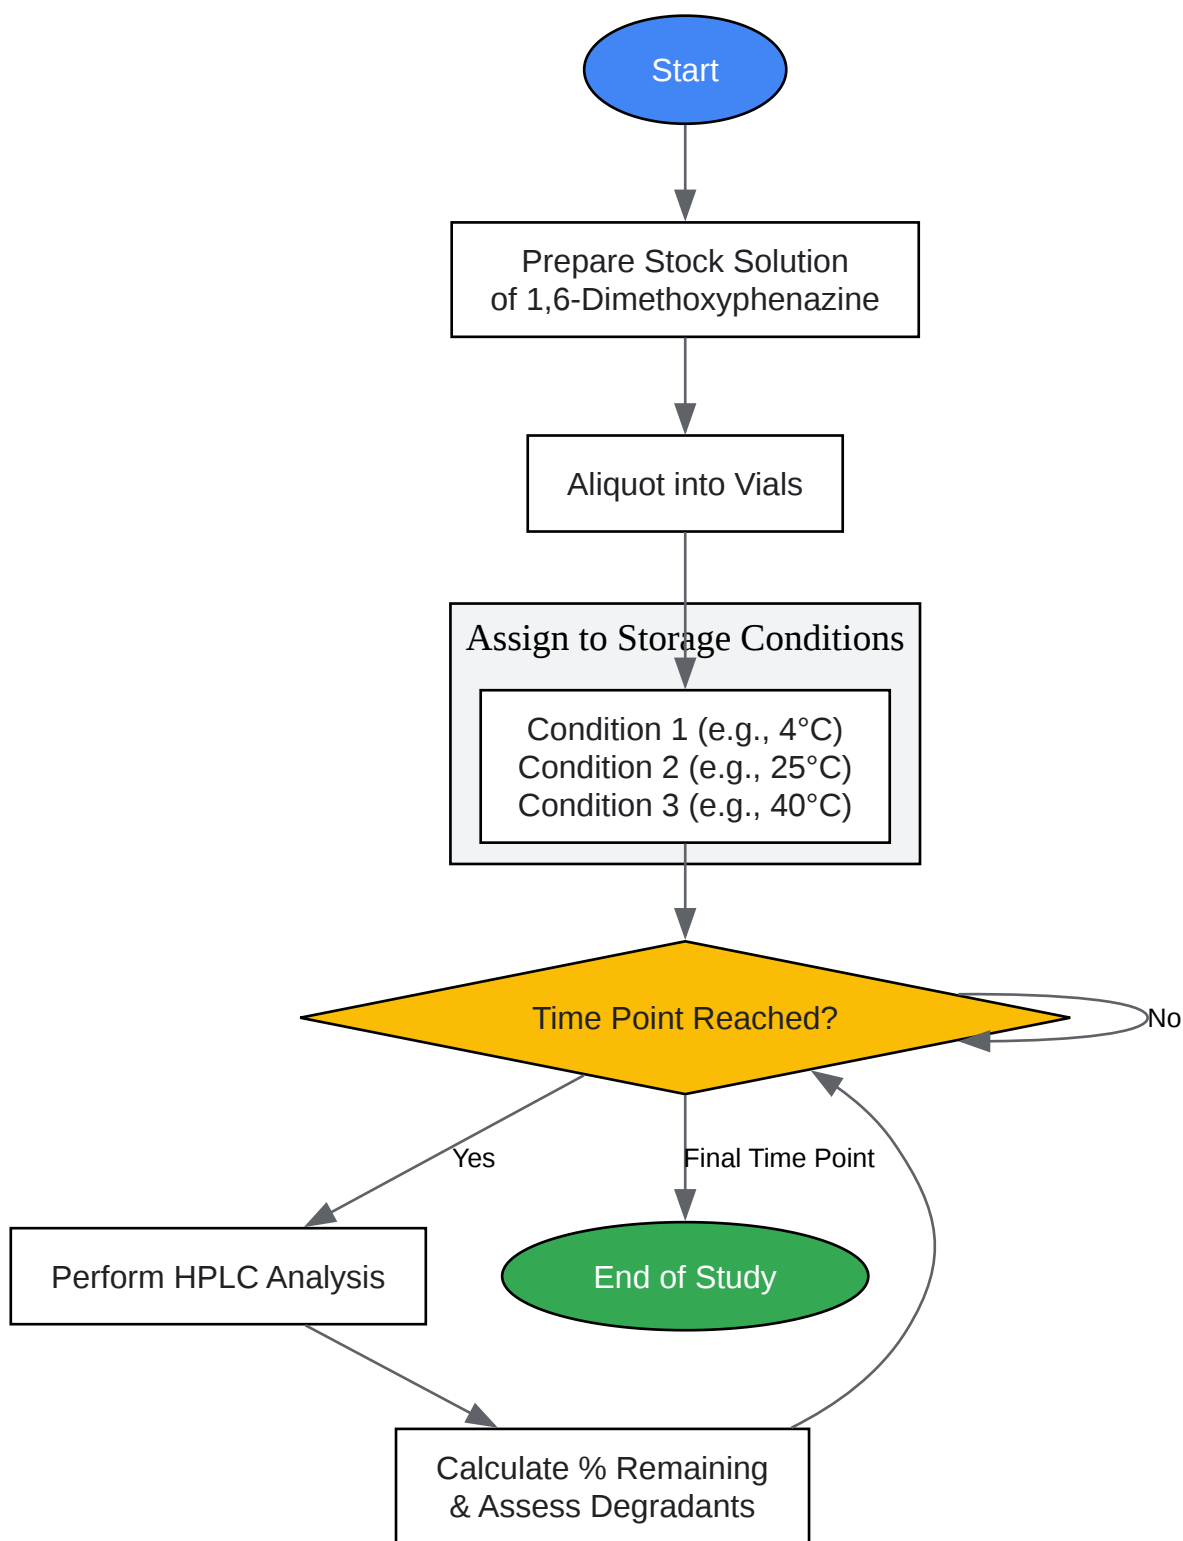 Start
Prepare Stock Solution
of 1,6-Dimethoxyphenazine
Aliquot into Vials
Assign to Storage Conditions
Condition 1 (e.g., 4°C)
Condition 2 (e.g., 25°C)
Condition 3 (e.g., 40°C)
Time Point Reached?
No
Yes
Final Time Point
Perform HPLC Analysis
End of Study
Calculate % Remaining
& Assess Degradants